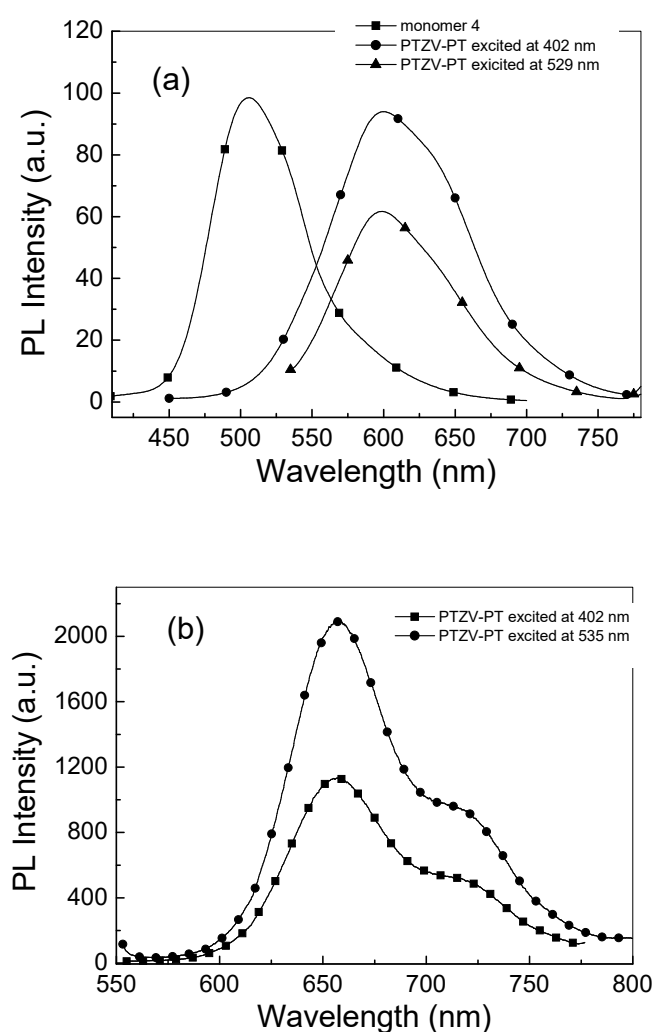 (a)
monomer 4
PTZV-PT excited at 402 nm
PTZV-PT exicited at 529 nm
PL Intensity (a.u.)
120
100
80
60
40
20
0
450 500 550 600 650 700 750
Wavelength (nm)
(b)
PTZV-PT excited at 402 nm
PTZV-PT excited at 535 nm
PL Intensity (a.u.)
2000
1600
1200
800
400
0
550 600 650 700 750 800
Wavelength (nm)